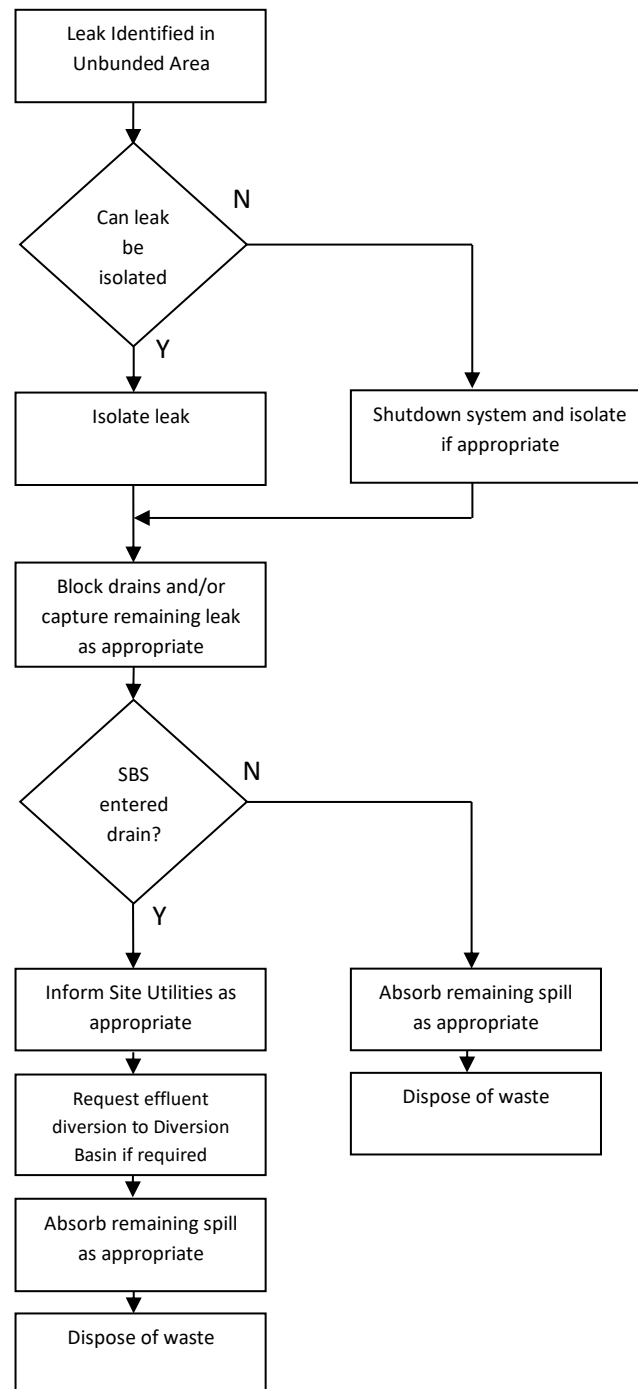 Leak Identified in
Unbunded Area
Can leak
be
isolated
N
Y
Isolate leak
Shutdown system and isolate
if appropriate
Block drains and/or
capture remaining leak
as appropriate
SBS
entered
drain?
N
Y
Inform Site Utilities as
appropriate
Absorb remaining spill
as appropriate
Request effluent
diversion to Diversion
Basin if required
Dispose of waste
Absorb remaining spill
as appropriate
Dispose of waste